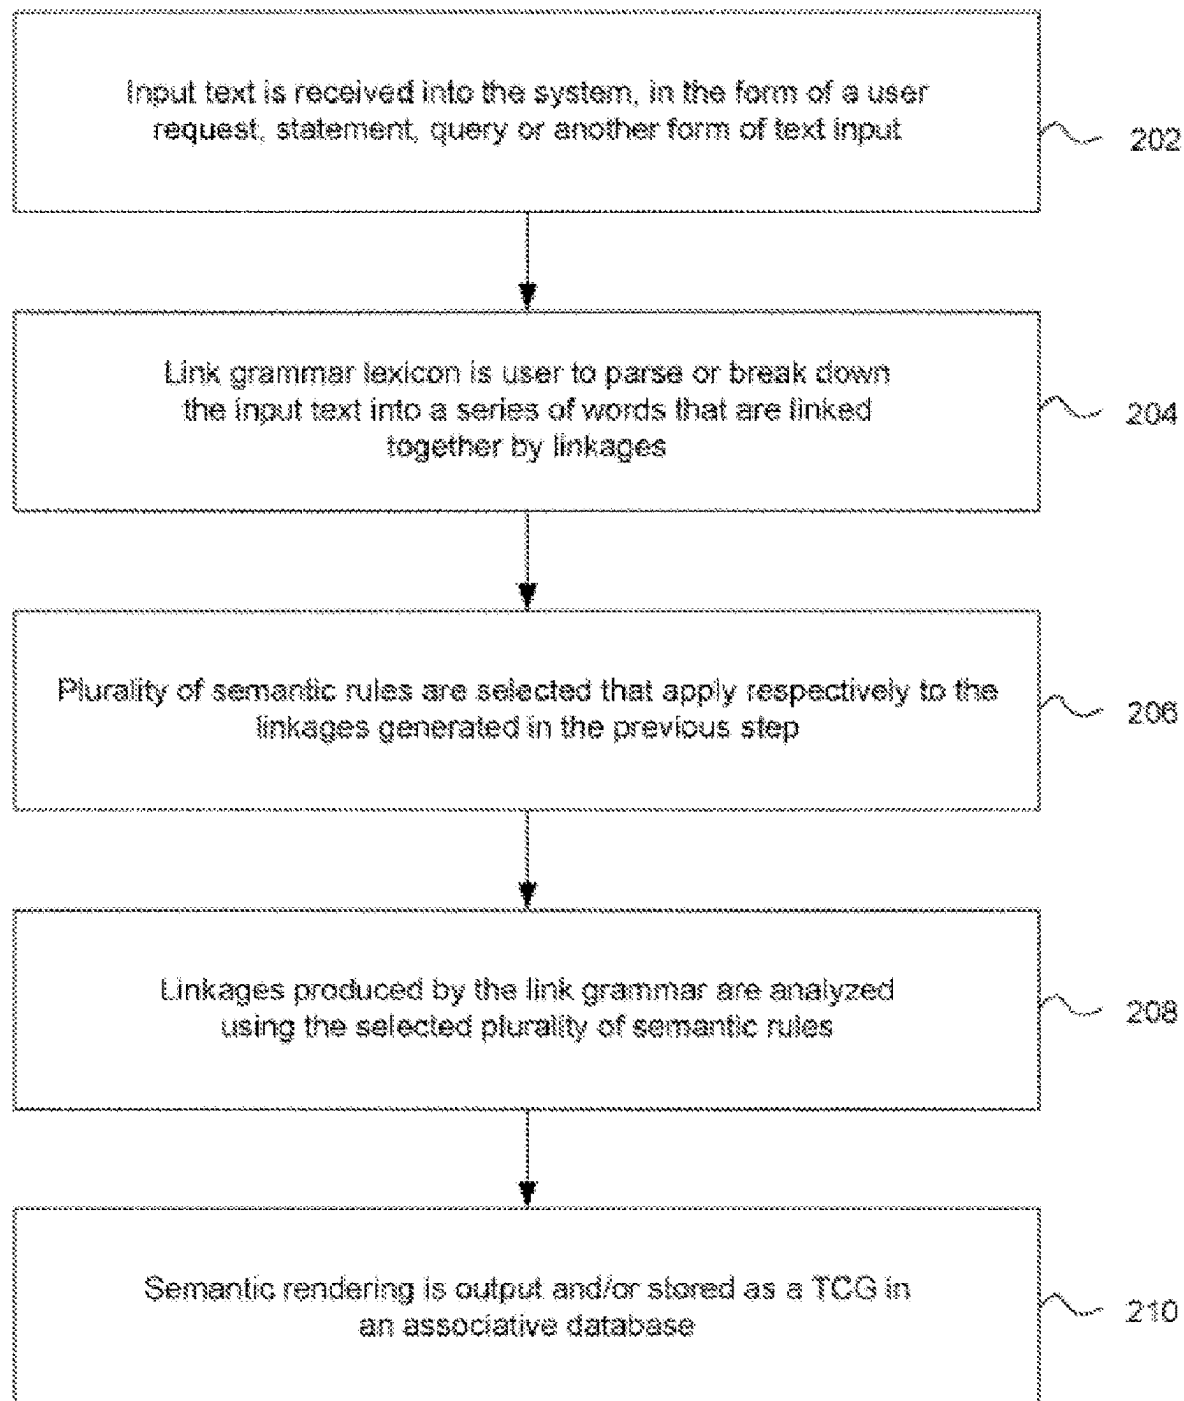 Input text is received into the system, in the form of a user
request, statement, query or another form of text input
202
Link grammar lexicon is user to parse or break down
the input text into a series of words that are linked
together by linkages
204
Plurality of semantic rules are selected that apply respectively to the
linkages generated in the previous step
206
Linkages produced by the link grammar are analyzed
using the selected plurality of semantic rules
208
Semantic rendering is output and/or stored as a TCG in
an associative database
210